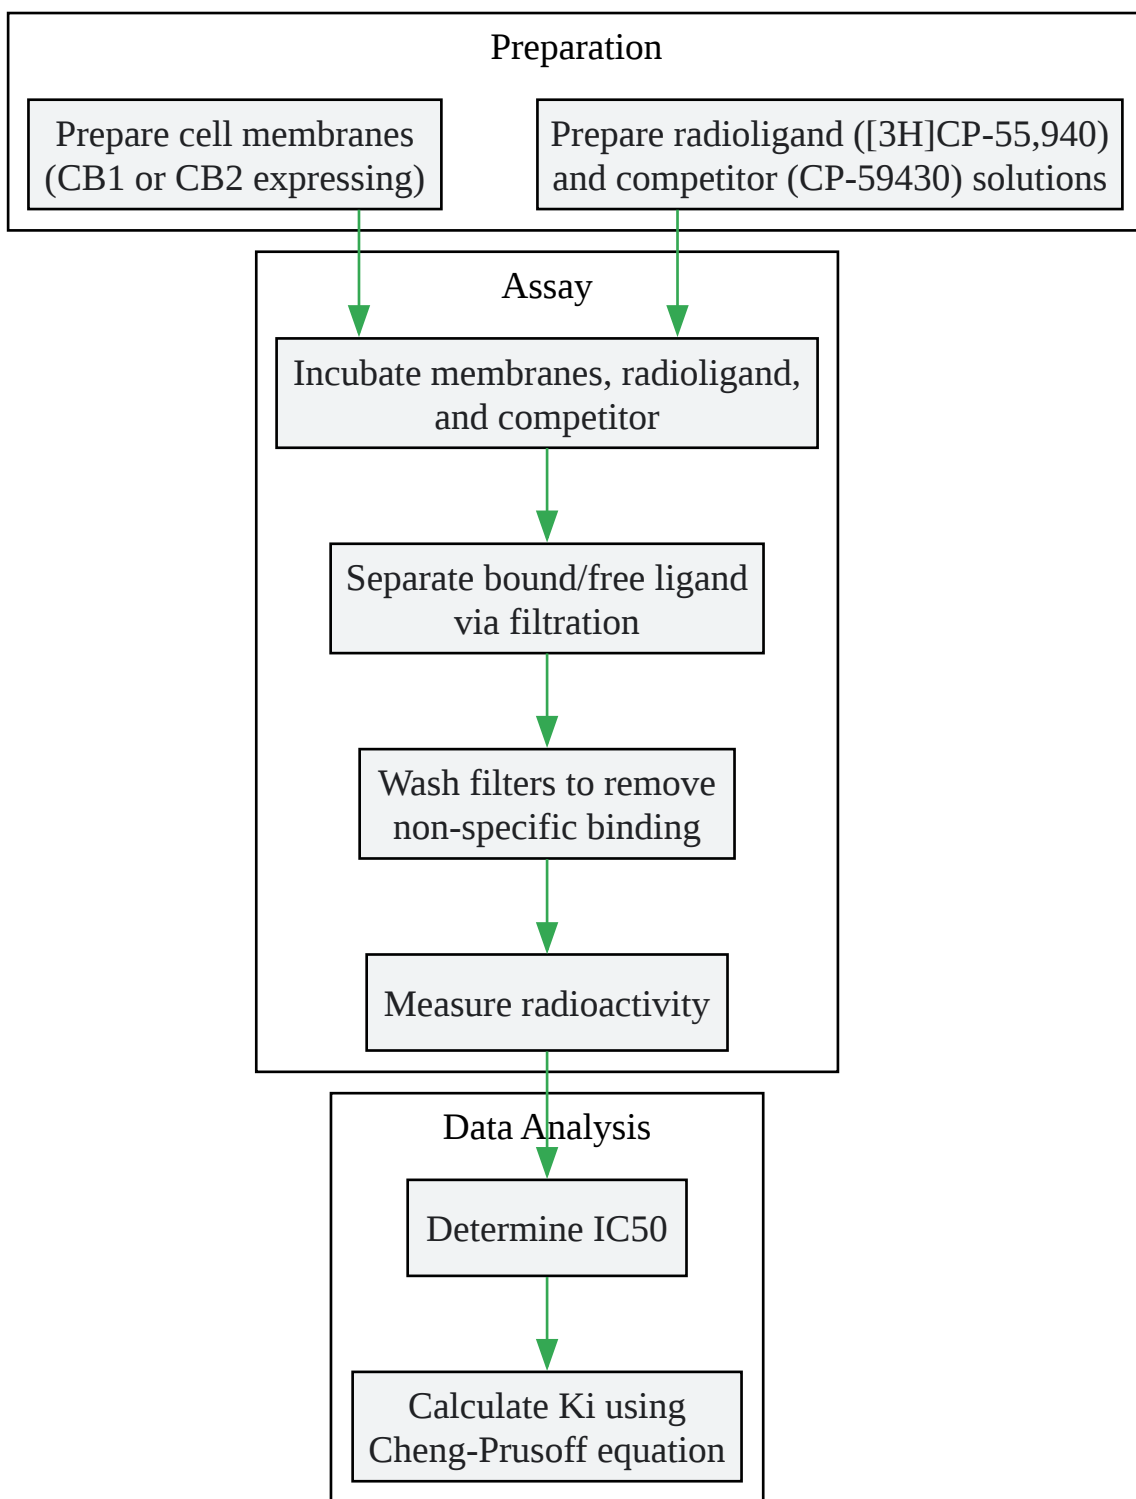 Preparation
Prepare cell membranes
(CB1 or CB2 expressing)
Prepare radioligand ([3H]CP-55,940)
and competitor (CP-59430) solutions
Assay
Incubate membranes, radioligand,
and competitor
Separate bound/free ligand
via filtration
Wash filters to remove
non-specific binding
Measure radioactivity
Data Analysis
Determine IC50
Calculate Ki using
Cheng-Prusoff equation